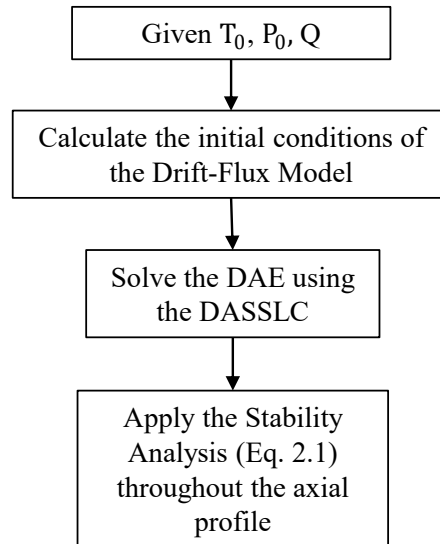 Given T₀, P₀, Q
Calculate the initial conditions of
the Drift-Flux Model
Solve the DAE using
the DASSLC
Apply the Stability
Analysis (Eq. 2.1)
throughout the axial
profile